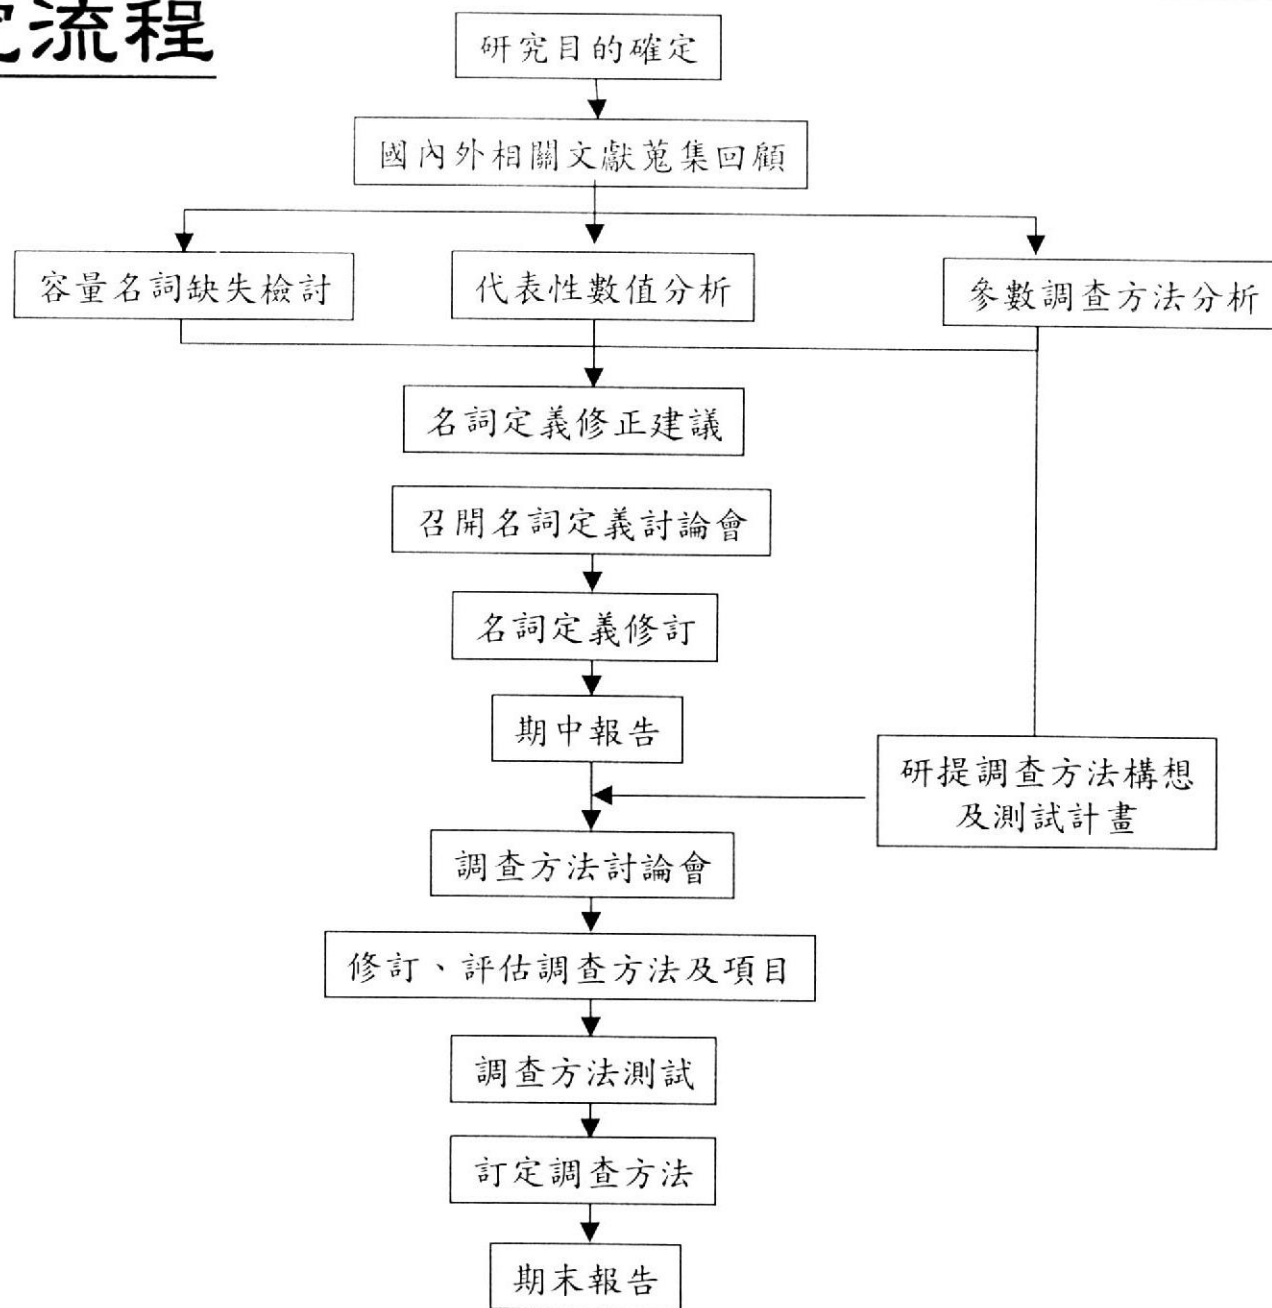 流程
研究目的確定
國內外相關文獻蒐集回顧
容量名詞缺失檢討
代表性數值分析
參數調查方法分析
名詞定義修正建議
召開名詞定義討論會
名詞定義修訂
期中報告
研提調查方法構想
及測試計畫
調查方法討論會
修訂、評估調查方法及項目
調查方法測試
訂定調查方法
期末報告